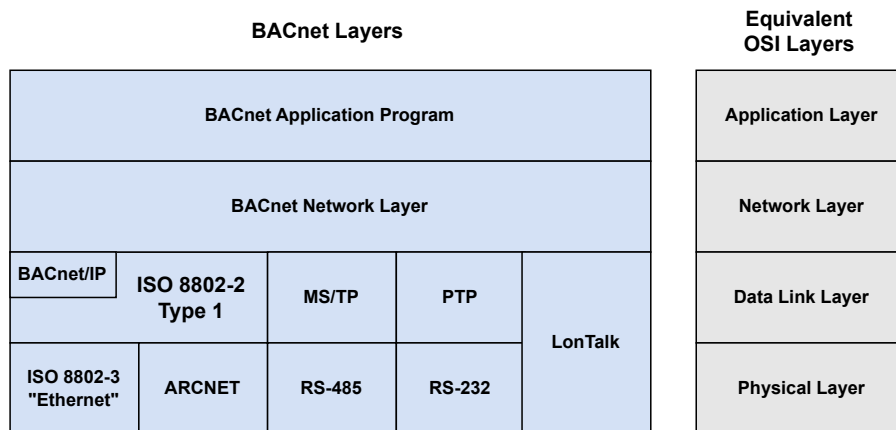 BACnet Layers
Equivalent
OSI Layers
BACnet Application Program
Application Layer
BACnet Network Layer
Network Layer
BACnet/IP
ISO 8802-2
Type 1
MS/TP
PTP
LonTalk
Data Link Layer
ISO 8802-3
"Ethernet"
ARCNET
RS-485
RS-232
Physical Layer